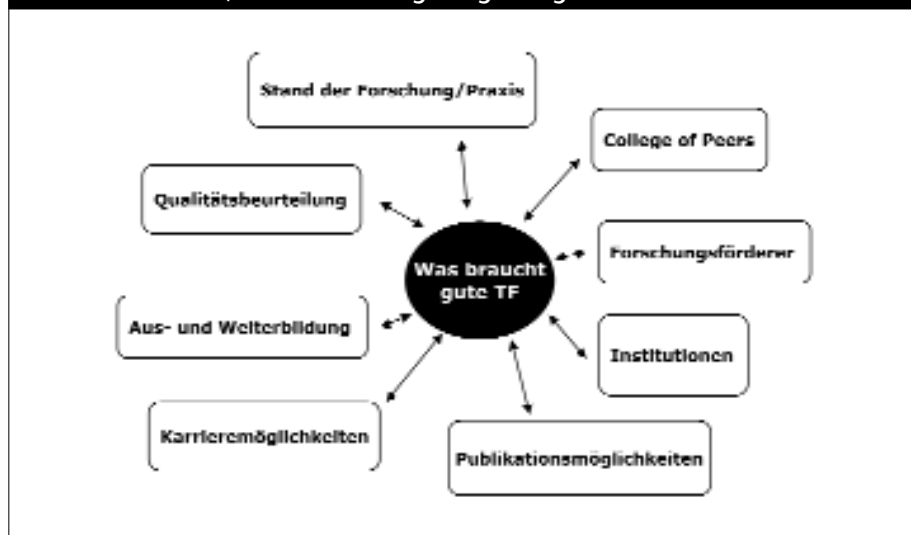 Stand der Forschung/Praxis
College of Peers
Qualitätsbeurteilung
Forschungsförderer
Was braucht
gute TF
Aus- und Weiterbildung
Institutionen
Karrieremöglichkeiten
Publikationsmöglichkeiten